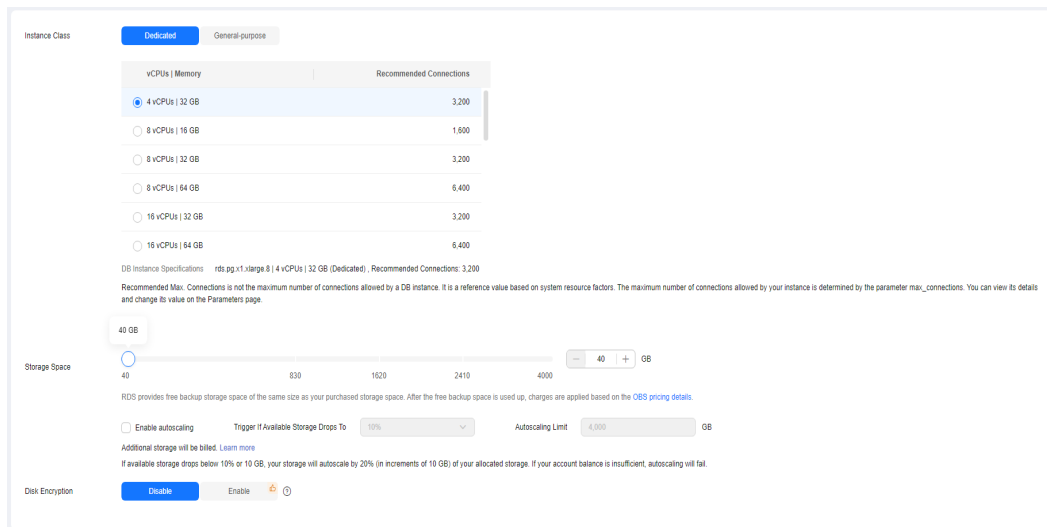 Instance Class
Dedicated
General-purpose
vCPUs | Memory
Recommended Connections
4 vCPUs | 32 GB
3,200
8 vCPUs | 16 GB
1,600
8 vCPUs | 32 GB
3,200
8 vCPUs | 64 GB
6,400
16 vCPUs | 32 GB
3,200
16 vCPUs | 64 GB
6,400
DB Instance Specifications rds.pg.x1.xlarge.8 | 4 vCPUs | 32 GB (Dedicated) , Recommended Connections: 3,200
Recommended Max. Connections is not the maximum number of connections allowed by a DB instance. It is a reference value based on system resource factors. The maximum number of connections allowed by your instance is determined by the parameter max_connections. You can view its details
and change its value on the Parameters page.
40 GB
Storage Space
40 830 1620 2410 4000
− 40 + GB
RDS provides free backup storage space of the same size as your purchased storage space. After the free backup space is used up, charges are applied based on the OBS pricing details.
Enable autoscaling
Trigger If Available Storage Drops To
10%
Autoscaling Limit
4,000
GB
Additional storage will be billed. Learn more
If available storage drops below 10% or 10 GB, your storage will autoscale by 20% (in increments of 10 GB) of your allocated storage. If your account balance is insufficient, autoscaling will fail.
Disk Encryption
Disable
Enable
?